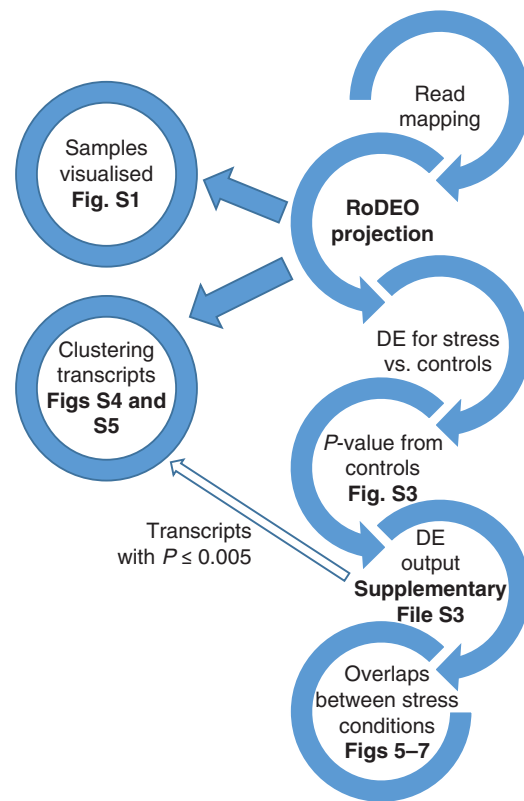 Read
mapping
Samples
visualised
Fig. S1
RoDEO
projection
DE for stress
vs. controls
Clustering
transcripts
Figs S4 and
S5
P-value from
controls
Fig. S3
Transcripts
with P ≤ 0.005
DE
output
Supplementary
File S3
Overlaps
between stress
conditions
Figs 5–7